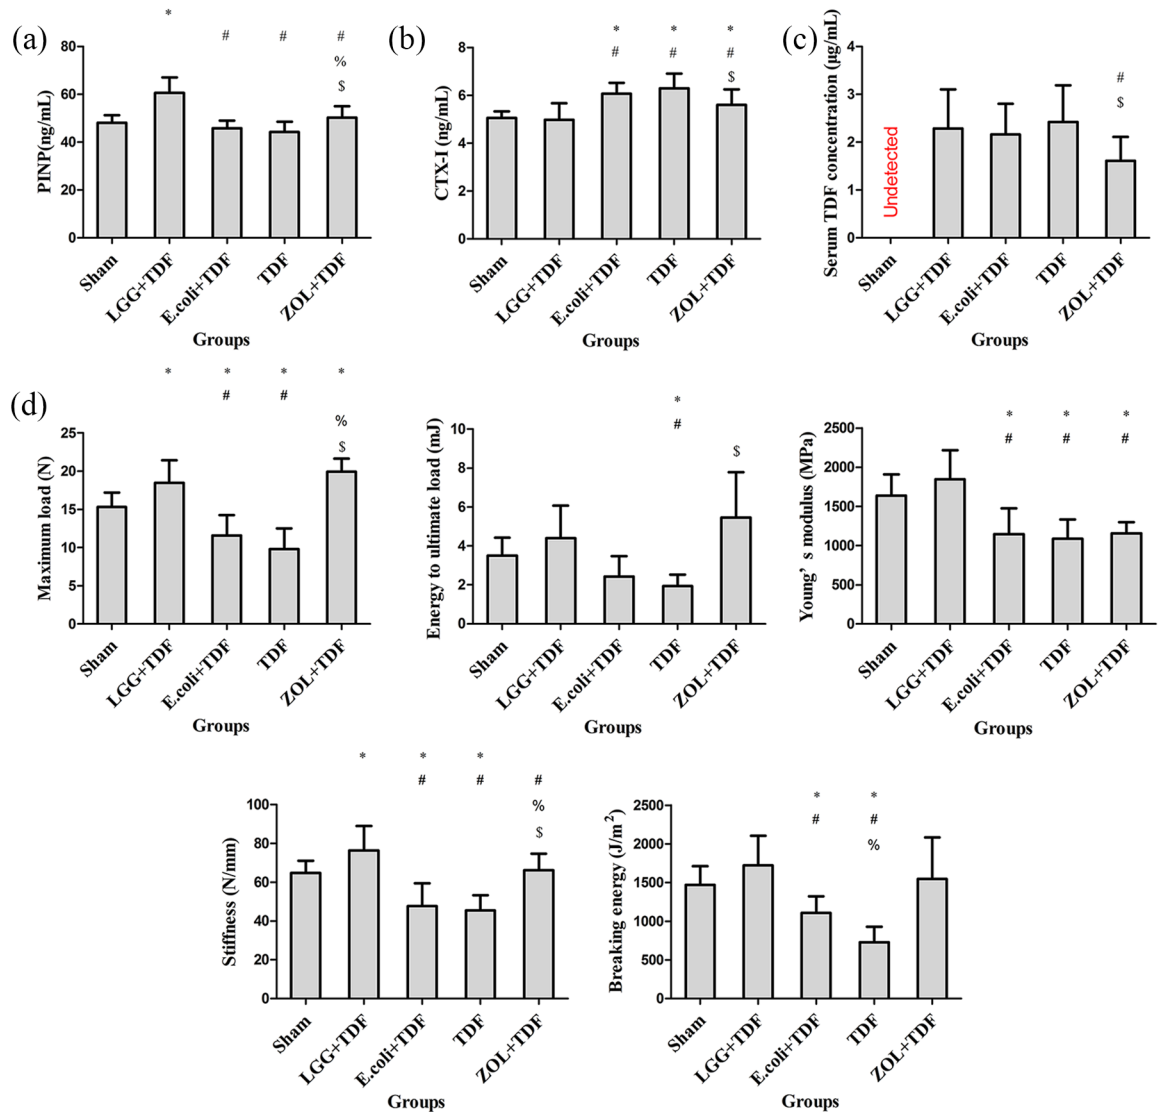 (a)
*
# # #
%
$
PINP(ng/mL)
80
60
40
20
0
Sham
LGG+TDF
E.coli+TDF
TDF
ZOL+TDF
Groups
(b)
* * *
# # #
$
CTX-I (ng/mL)
8
6
4
2
0
Sham
LGG+TDF
E.coli+TDF
TDF
ZOL+TDF
Groups
(c)
#
$
Serum TDF concentration (μg/mL)
4
3
2
1
0
Undetected
Sham
LGG+TDF
E.coli+TDF
TDF
ZOL+TDF
Groups
(d)
* * * *
# #
%
$
Maximum load (N)
25
20
15
10
5
0
Sham
LGG+TDF
E.coli+TDF
TDF
ZOL+TDF
Groups
*
#
$
Energy to ultimate load (mJ)
10
8
6
4
2
0
Sham
LGG+TDF
E.coli+TDF
TDF
ZOL+TDF
Groups
* * *
# # #
Young’ s modulus (MPa)
2500
2000
1500
1000
500
0
Sham
LGG+TDF
E.coli+TDF
TDF
ZOL+TDF
Groups
* * *
# # #
%
$
Stiffness (N/mm)
100
80
60
40
20
0
Sham
LGG+TDF
E.coli+TDF
TDF
ZOL+TDF
Groups
* *
# #
%
Breaking energy (J/m²)
2500
2000
1500
1000
500
0
Sham
LGG+TDF
E.coli+TDF
TDF
ZOL+TDF
Groups